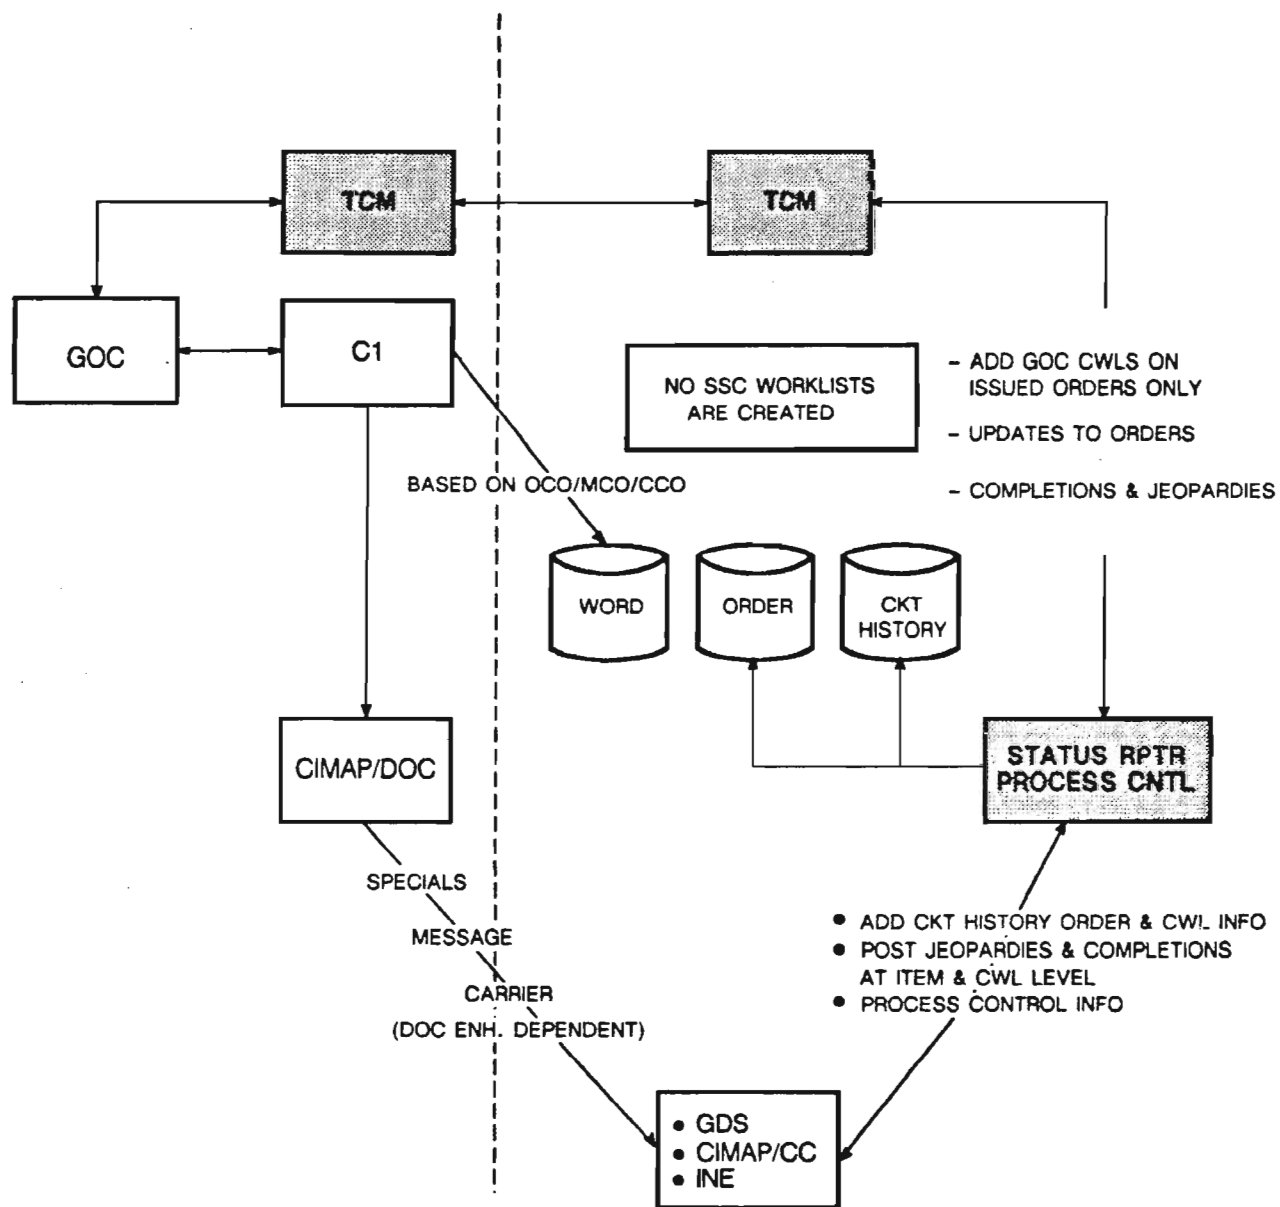 TCM
TCM
GOC
C1
NO SSC WORKLISTS
ARE CREATED
– ADD GOC CWLS ON
ISSUED ORDERS ONLY
– UPDATES TO ORDERS
– COMPLETIONS & JEOPARDIES
BASED ON OCO/MCO/CCO
WORD
ORDER
CKT
HISTORY
CIMAP/DOC
STATUS RPTR
PROCESS CNTL
SPECIALS
MESSAGE
CARRIER
(DOC ENH. DEPENDENT)
• ADD CKT HISTORY ORDER & CWL INFO
• POST JEOPARDIES & COMPLETIONS
AT ITEM & CWL LEVEL
• PROCESS CONTROL INFO
• GDS
• CIMAP/CC
• INE